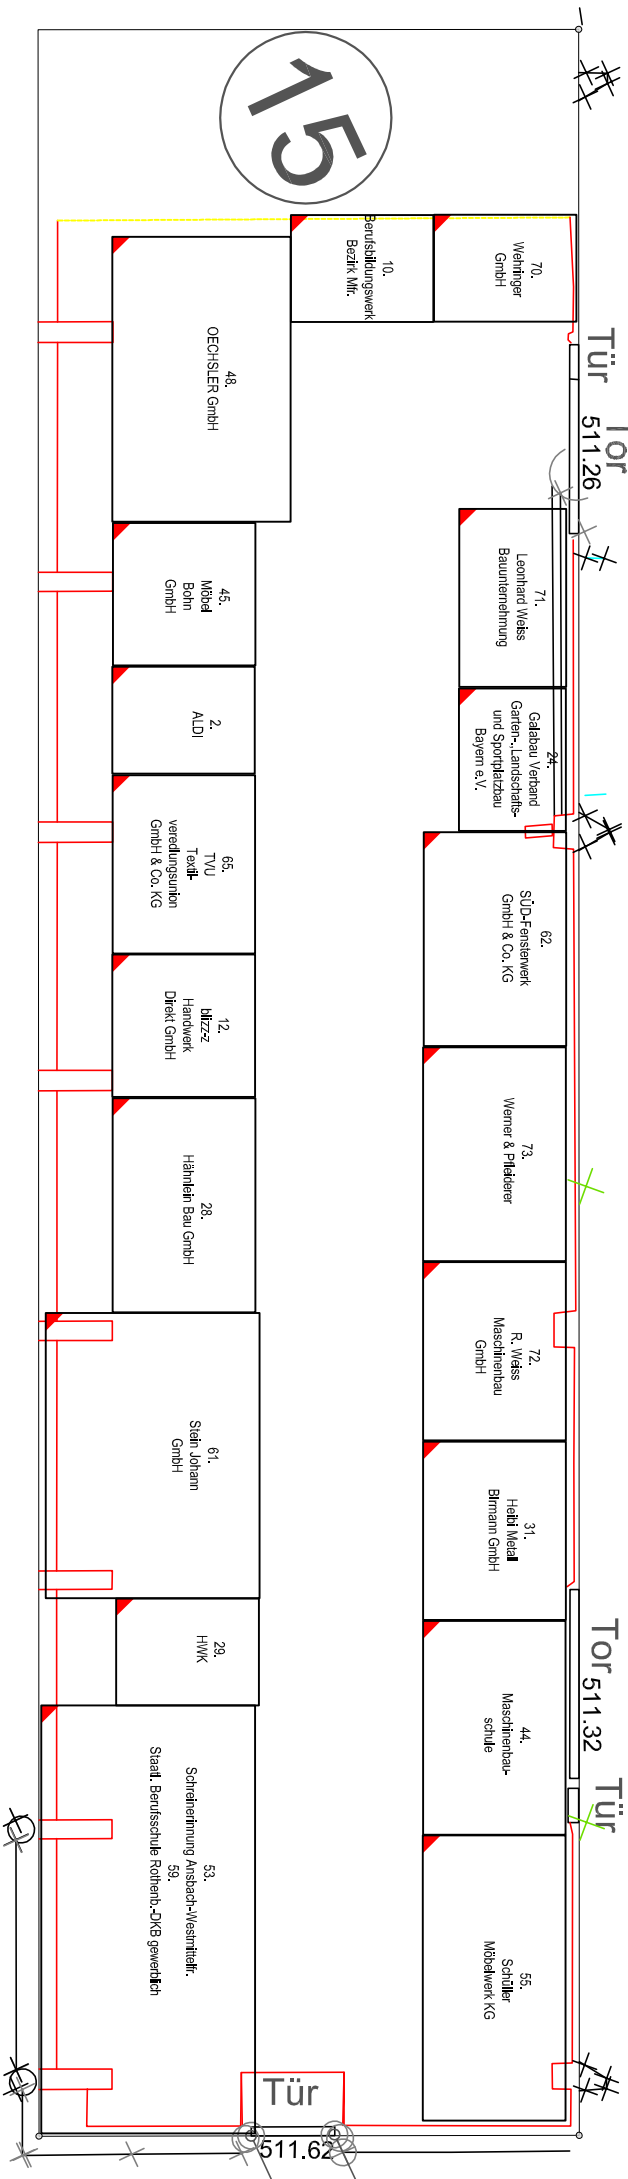 15
70.
Wehringer
GmbH
10.
Berufsbildungswerk
Bezirk Mfr.
48.
OECHSLER GmbH
Tür
Tor
511.26
71.
Leonhard Weiss
Bauunternehmung
45.
Möbel
Bohn
GmbH
24.
Galabau Verband
Garten-,Landschafts-
und Sportplatzbau
Bayern e.V.
2.
ALDI
65.
TVU
Textil-
veredlungsunion
GmbH & Co. KG
62.
SÜD-Fensterwerk
GmbH & Co. KG
12.
blizz-z
Handwerk
Direkt GmbH
73.
Werner & Pfleiderer
28.
Hähnlein Bau GmbH
72.
R. Weiss
Maschinenbau
GmbH
61.
Stein Johann
GmbH
31.
Heibi Metall
Birmann GmbH
29.
HWK
44.
Maschinenbau-
schule
Tor
511.32
Tür
53.
Schreinerinnung Ansbach-Westmittelfr.
59.
Staatl. Berufsschule Rothenb.-DKB gewerblich
55.
Schüller
Möbelwerk KG
Tür
511.62